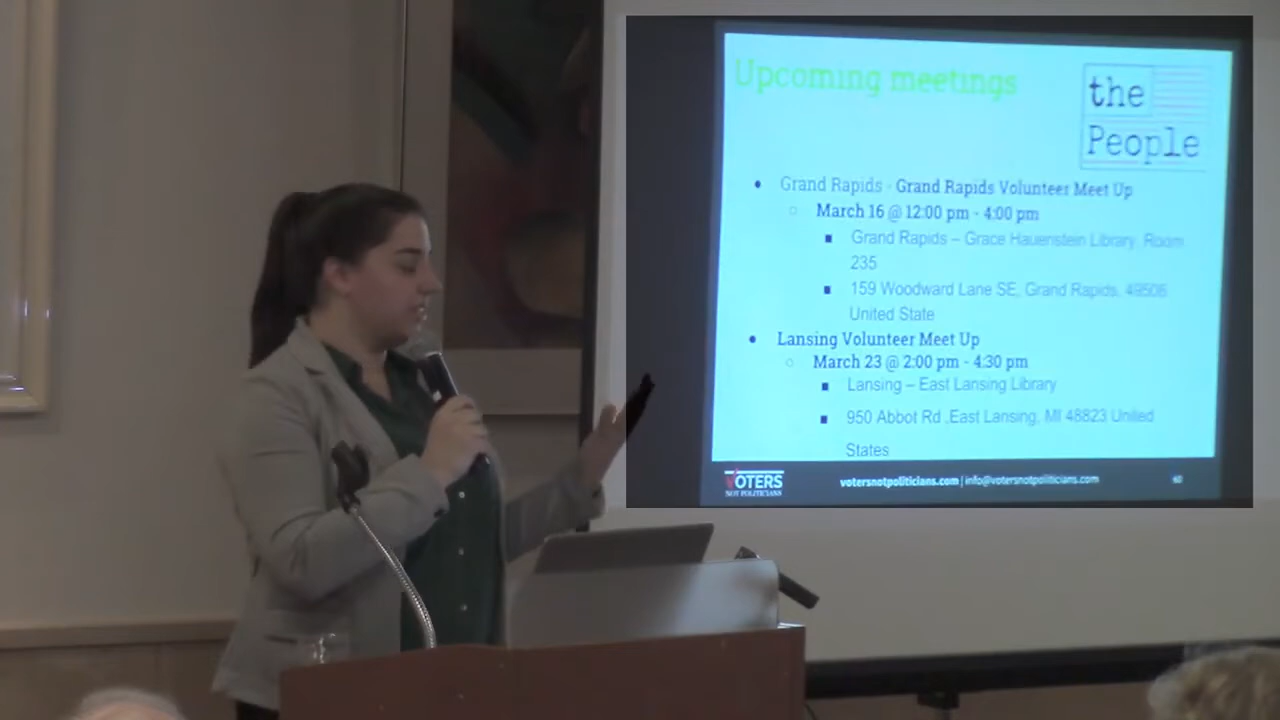 Upcoming meetings
the
People
• Grand Rapids - Grand Rapids Volunteer Meet Up
○ March 16 @ 12:00 pm - 4:00 pm
■ Grand Rapids – Grace Hauenstein Library, Room
235
■ 159 Woodward Lane SE, Grand Rapids, 49506
United State
• Lansing Volunteer Meet Up
○ March 23 @ 2:00 pm - 4:30 pm
■ Lansing – East Lansing Library
■ 950 Abbot Rd ,East Lansing, MI 48823 United
States
VOTERS
NOT POLITICIANS
votersnotpoliticians.com | info@votersnotpoliticians.com